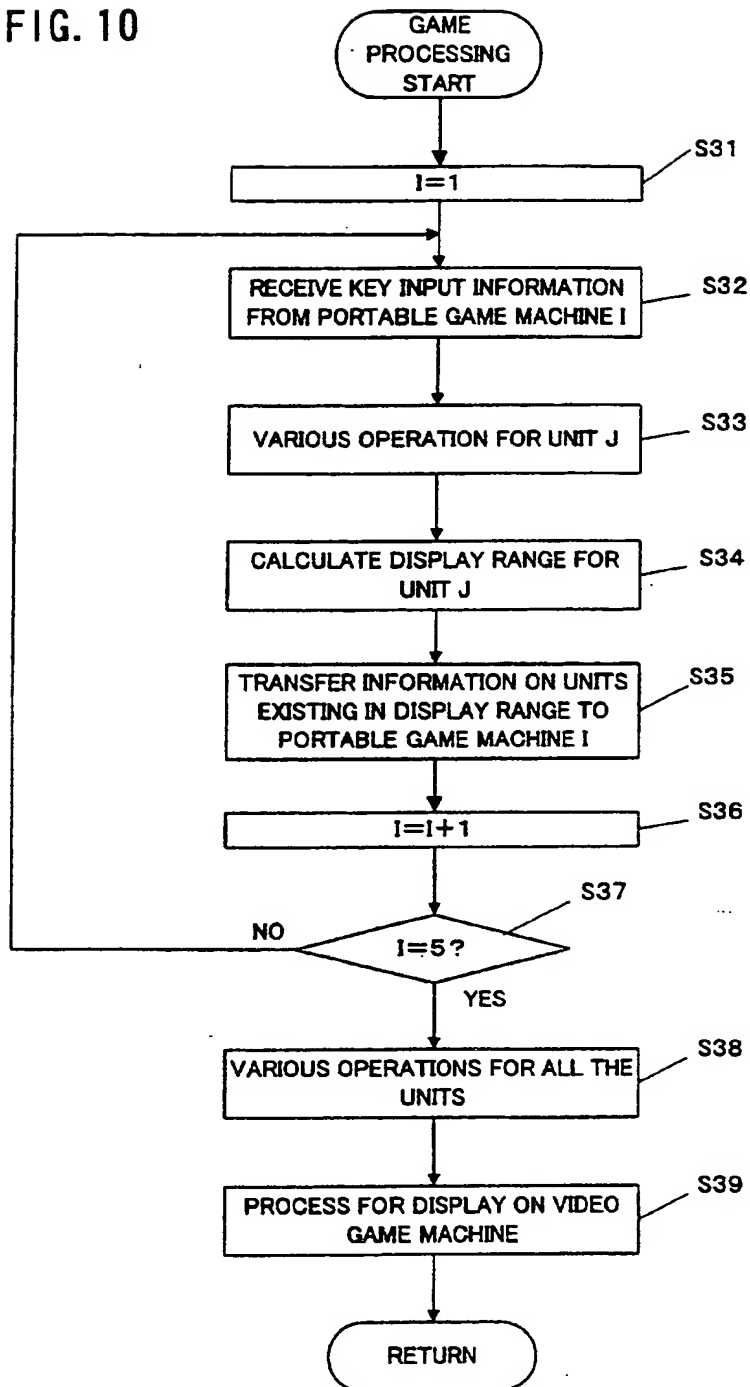 FIG. 10
GAME
PROCESSING
START
S31
I=1
S32
RECEIVE KEY INPUT INFORMATION
FROM PORTABLE GAME MACHINE I
S33
VARIOUS OPERATION FOR UNIT J
S34
CALCULATE DISPLAY RANGE FOR
UNIT J
S35
TRANSFER INFORMATION ON UNITS
EXISTING IN DISPLAY RANGE TO
PORTABLE GAME MACHINE I
S36
I=I+1
S37
NO
I=5?
YES
S38
VARIOUS OPERATIONS FOR ALL THE
UNITS
S39
PROCESS FOR DISPLAY ON VIDEO
GAME MACHINE
RETURN